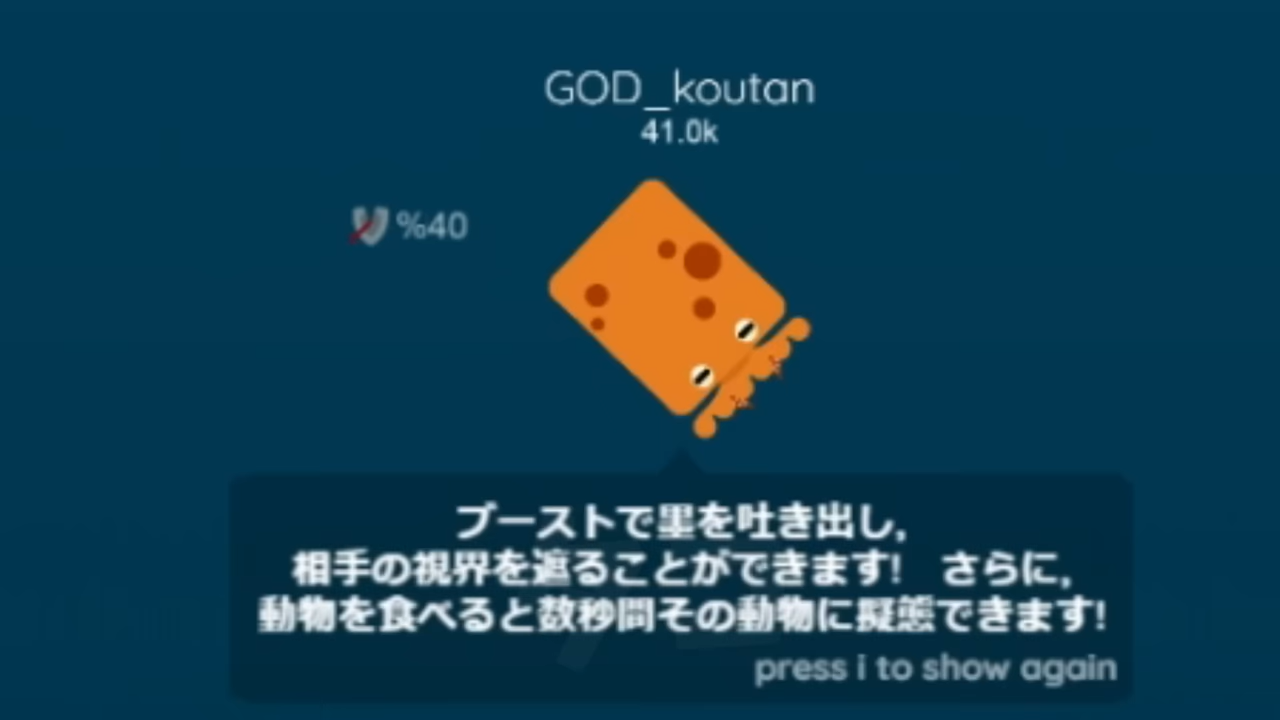 GOD_koutan
41.0k
%40
ブーストで墨を吐き出し,
相手の視界を遮ることができます! さらに,
動物を食べると数秒間その動物に擬態できます!
press i to show again